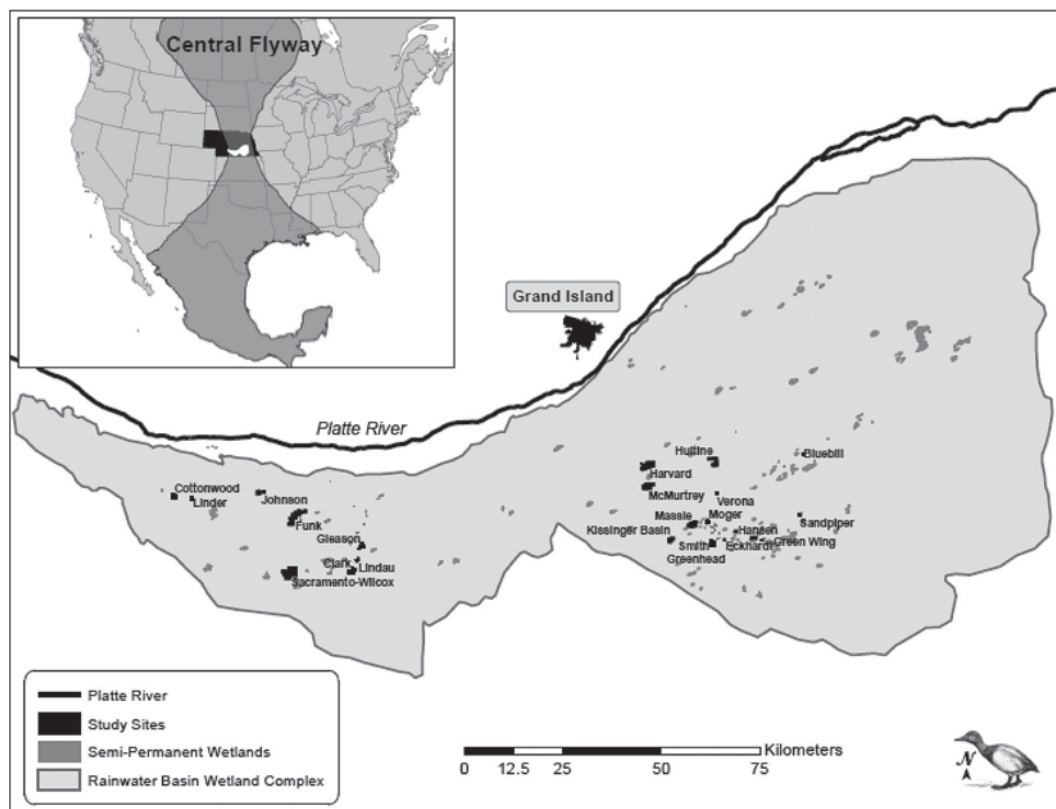 Central Flyway
Grand Island
Platte River
Hultine
Bluebill
Harvard
Cottonwood
Johnson
Linder
McMurtrey
Verona
Funk
Massie
Moger
Sandpiper
Kissinger Basin
Hansen
Gleason
Smith
Eckhardt
Green Wing
Greenhead
Clark
Lindau
Sacramento-Wilcox
Platte River
Study Sites
Semi-Permanent Wetlands
Rainwater Basin Wetland Complex
Kilometers
0 12.5 25 50 75
N